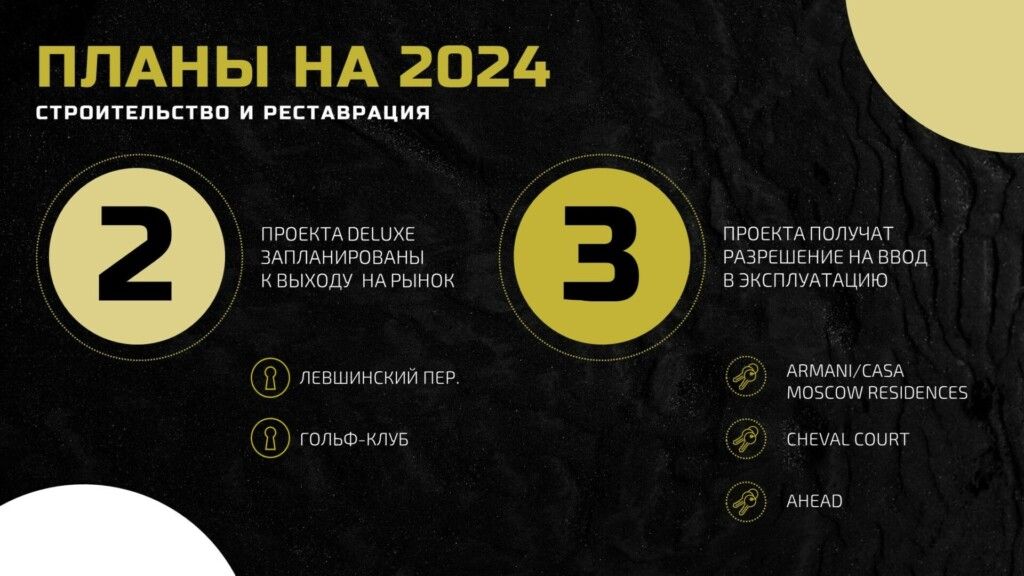 ПЛАНЫ НА 2024
СТРОИТЕЛЬСТВО И РЕСТАВРАЦИЯ
2
ПРОЕКТА DELUXE
ЗАПЛАНИРОВАНЫ
К ВЫХОДУ НА РЫНОК
ЛЕВШИНСКИЙ ПЕР.
ГОЛЬФ-КЛУБ
3
ПРОЕКТА ПОЛУЧАТ
РАЗРЕШЕНИЕ НА ВВОД
В ЭКСПЛУАТАЦИЮ
ARMANI/CASA
MOSCOW RESIDENCES
CHEVAL COURT
AHEAD